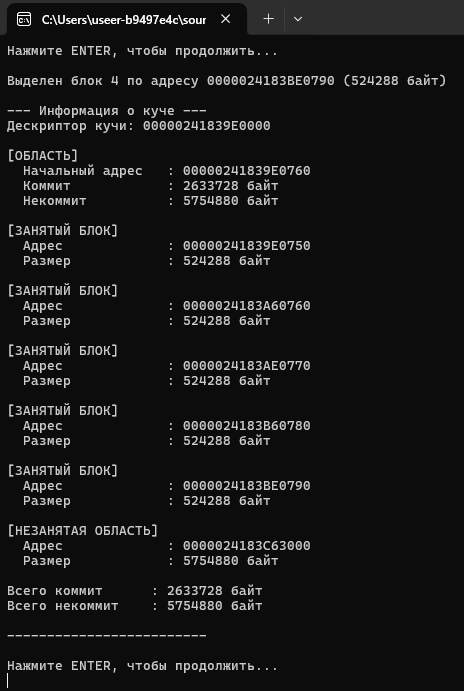 C:\Users\useer-b9497e4c\sour
Нажмите ENTER, чтобы продолжить...
Выделен блок 4 по адресу 0000024183BE0790 (524288 байт)
--- Информация о куче ---
Дескриптор кучи: 00000241839E0000
[ОБЛАСТЬ]
Начальный адрес : 00000241839E0760
Коммит : 2633728 байт
Некоммит : 5754880 байт
[ЗАНЯТЫЙ БЛОК]
Адрес : 00000241839E0750
Размер : 524288 байт
[ЗАНЯТЫЙ БЛОК]
Адрес : 0000024183A60760
Размер : 524288 байт
[ЗАНЯТЫЙ БЛОК]
Адрес : 0000024183AE0770
Размер : 524288 байт
[ЗАНЯТЫЙ БЛОК]
Адрес : 0000024183B60780
Размер : 524288 байт
[ЗАНЯТЫЙ БЛОК]
Адрес : 0000024183BE0790
Размер : 524288 байт
[НЕЗАНЯТАЯ ОБЛАСТЬ]
Адрес : 0000024183C63000
Размер : 5754880 байт
Всего коммит : 2633728 байт
Всего некоммит : 5754880 байт
-------------------------
Нажмите ENTER, чтобы продолжить...